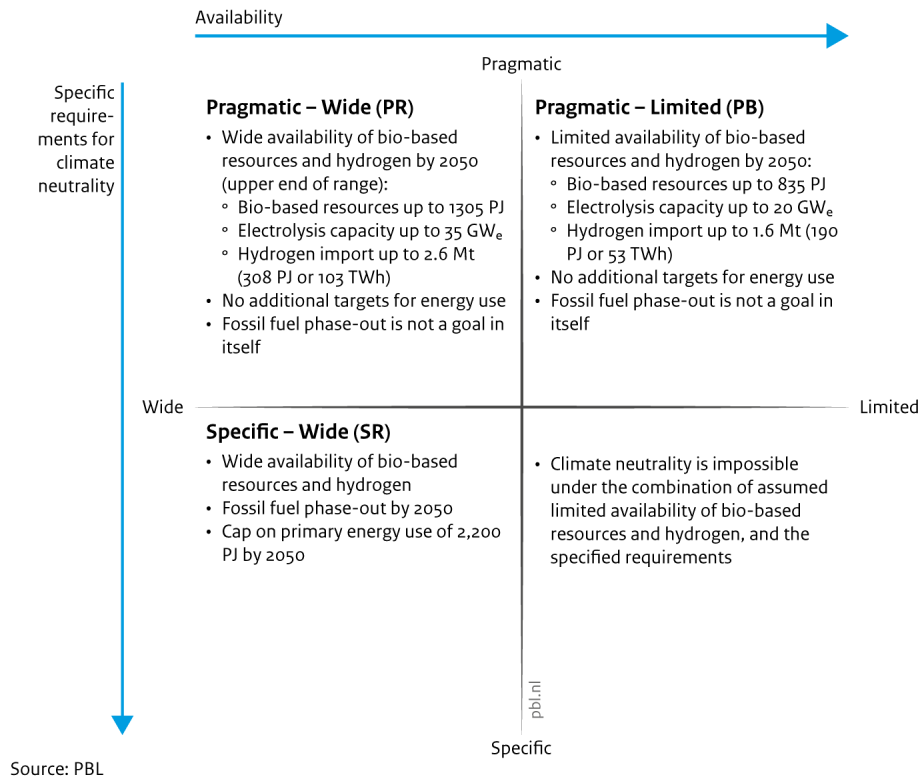 Availability
Pragmatic
Specific
require-
ments for
climate
neutrality
Pragmatic – Wide (PR)
• Wide availability of bio-based
resources and hydrogen by 2050
(upper end of range):
° Bio-based resources up to 1305 PJ
° Electrolysis capacity up to 35 GWₑ
° Hydrogen import up to 2.6 Mt
(308 PJ or 103 TWh)
• No additional targets for energy use
• Fossil fuel phase-out is not a goal in
itself
Pragmatic – Limited (PB)
• Limited availability of bio-based
resources and hydrogen by 2050:
° Bio-based resources up to 835 PJ
° Electrolysis capacity up to 20 GWₑ
° Hydrogen import up to 1.6 Mt (190
PJ or 53 TWh)
• No additional targets for energy use
• Fossil fuel phase-out is not a goal in
itself
Wide
Limited
Specific – Wide (SR)
• Wide availability of bio-based
resources and hydrogen
• Fossil fuel phase-out by 2050
• Cap on primary energy use of 2,200
PJ by 2050
• Climate neutrality is impossible
under the combination of assumed
limited availability of bio-based
resources and hydrogen, and the
specified requirements
pbl.nl
Specific
Source: PBL